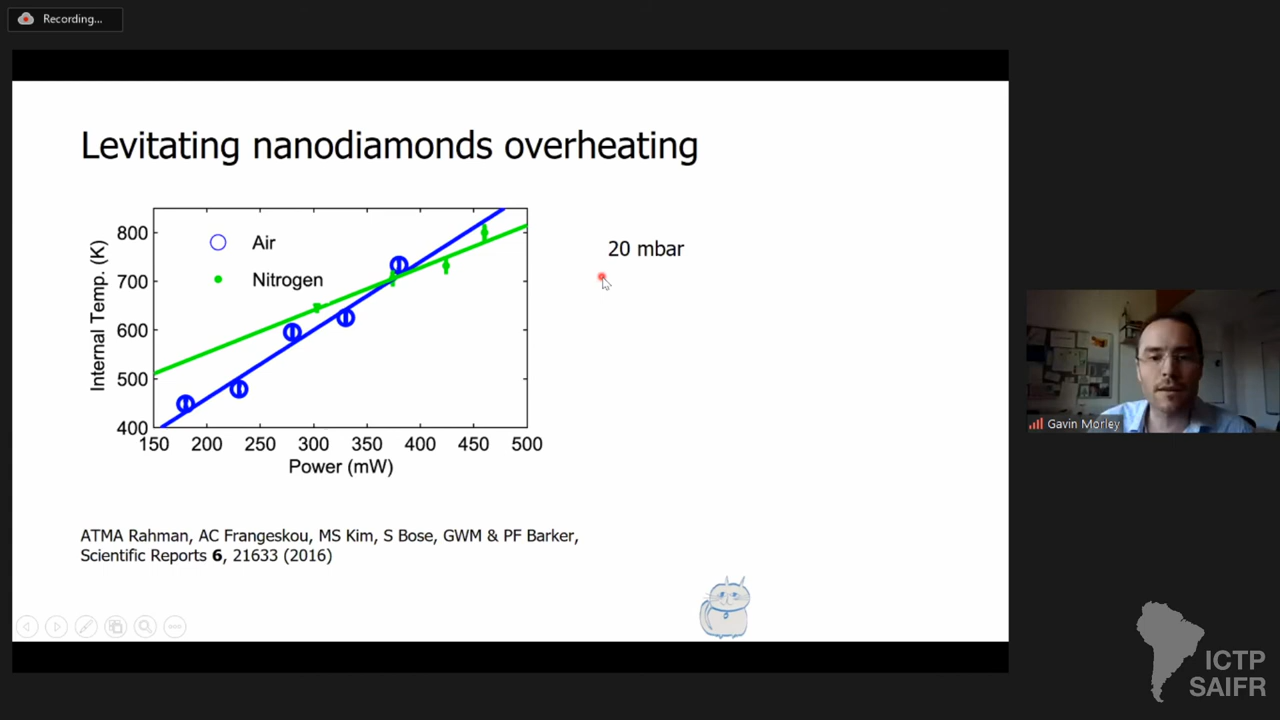 Recording...
Levitating nanodiamonds overheating
800
700
600
500
400
Internal Temp. (K)
Air
Nitrogen
150 200 250 300 350 400 450 500
Power (mW)
20 mbar
ATMA Rahman, AC Frangeskou, MS Kim, S Bose, GWM & PF Barker,
Scientific Reports 6, 21633 (2016)
Gavin Morley
ICTP
SAIFR